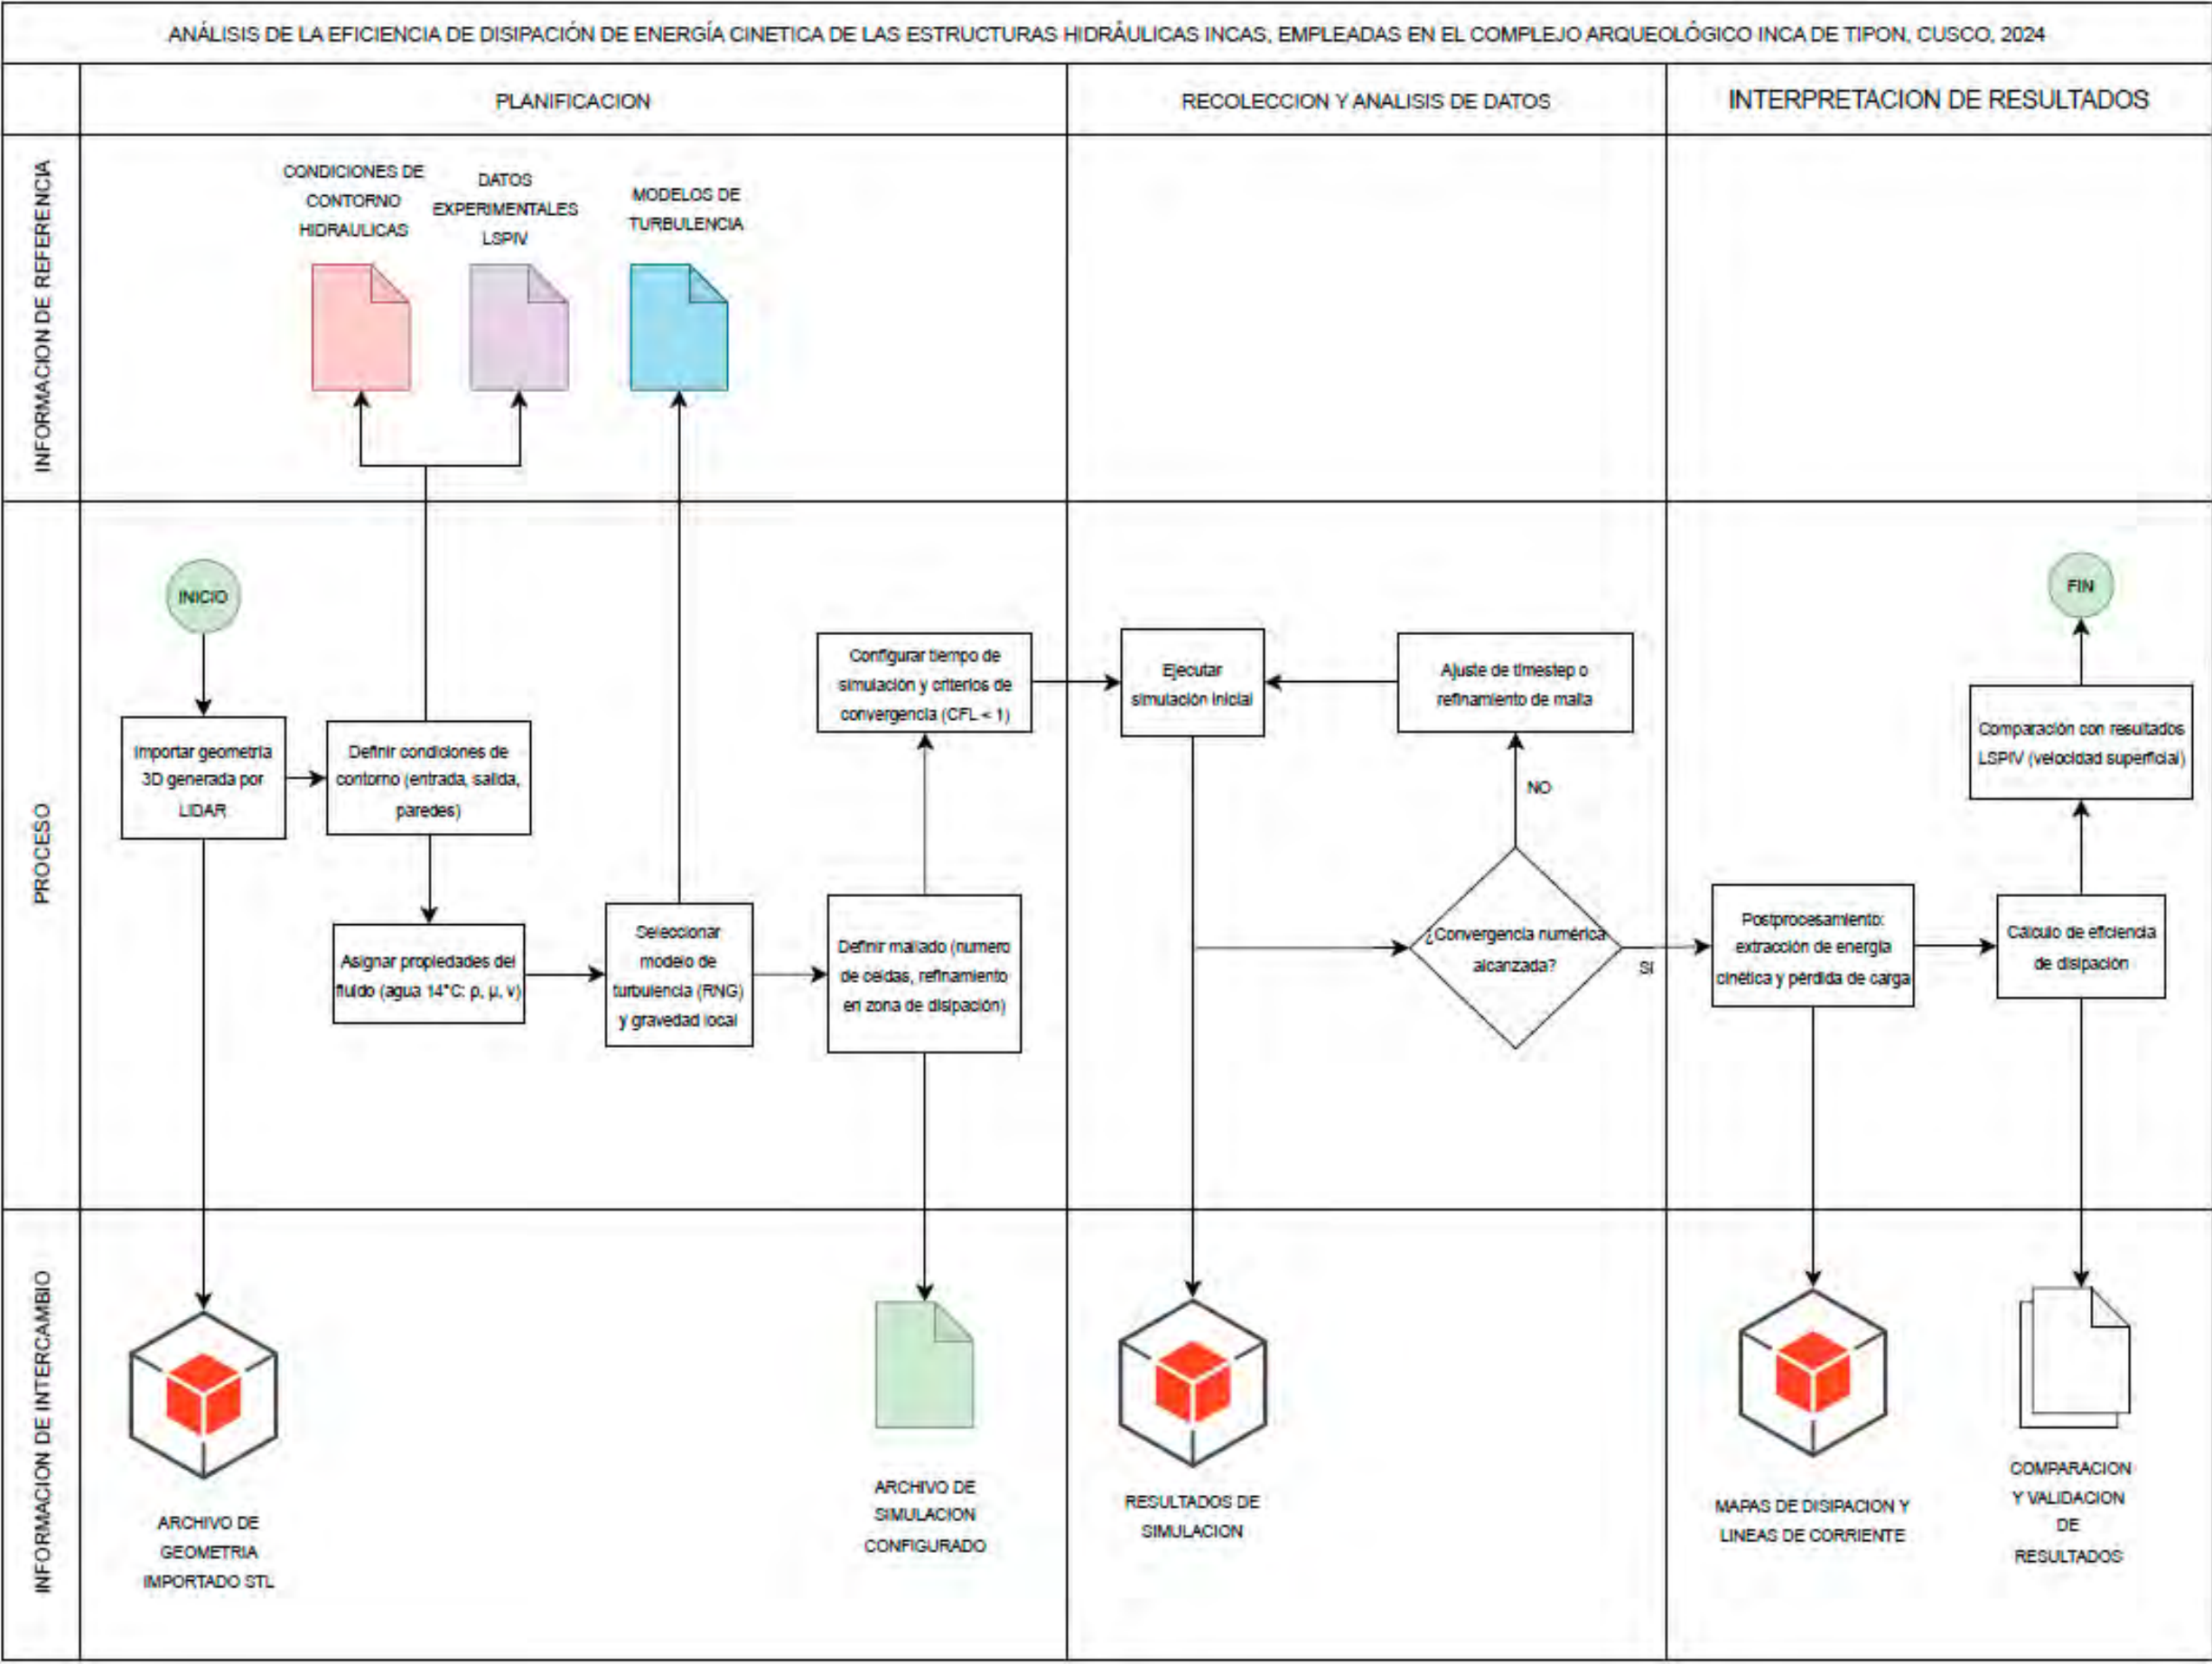 ANÁLISIS DE LA EFICIENCIA DE DISIPACIÓN DE ENERGÍA CINETICA DE LAS ESTRUCTURAS HIDRÁULICAS INCAS, EMPLEADAS EN EL COMPLEJO ARQUEOLÓGICO INCA DE TIPON, CUSCO, 2024
PLANIFICACION
RECOLECCION Y ANALISIS DE DATOS
INTERPRETACION DE RESULTADOS
INFORMACION DE REFERENCIA
CONDICIONES DE
CONTORNO
HIDRAULICAS
DATOS
EXPERIMENTALES
LSPIV
MODELOS DE
TURBULENCIA
PROCESO
INICIO
Importar geometria
3D generada por
LIDAR
Definir condiciones de
contorno (entrada, salida,
paredes)
Asignar propiedades del
fluido (agua 14°C: ρ, μ, ν)
Seleccionar
modelo de
turbulencia (RNG)
y gravedad local
Definir mallado (numero
de celdas, refinamiento
en zona de disipación)
Configurar tiempo de
simulación y criterios de
convergencia (CFL < 1)
Ejecutar
simulación inicial
Ajuste de timestep o
refinamiento de malla
NO
¿Convergencia numérica
alcanzada?
SI
Postprocesamiento:
extracción de energía
cinética y pérdida de carga
Cálculo de eficiencia
de disipación
Comparación con resultados
LSPIV (velocidad superficial)
FIN
INFORMACION DE INTERCAMBIO
ARCHIVO DE
GEOMETRIA
IMPORTADO STL
ARCHIVO DE
SIMULACION
CONFIGURADO
RESULTADOS DE
SIMULACION
MAPAS DE DISIPACION Y
LINEAS DE CORRIENTE
COMPARACION
Y VALIDACION
DE
RESULTADOS